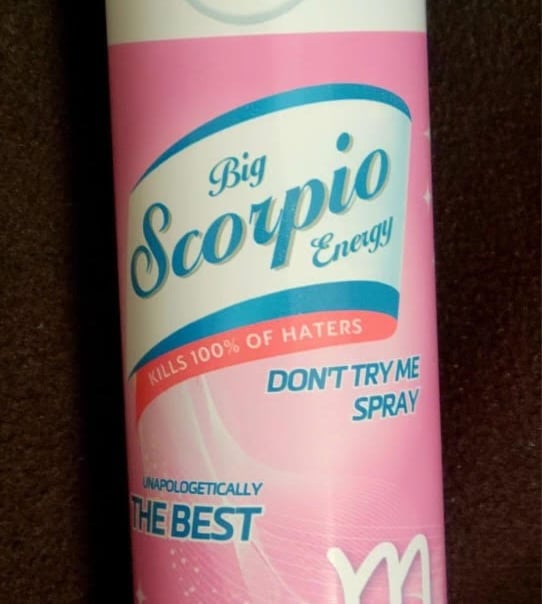 Big
Scorpio
Energy
KILLS 100% OF HATERS
DON'T TRY ME
SPRAY
UNAPOLOGETICALLY
THE BEST